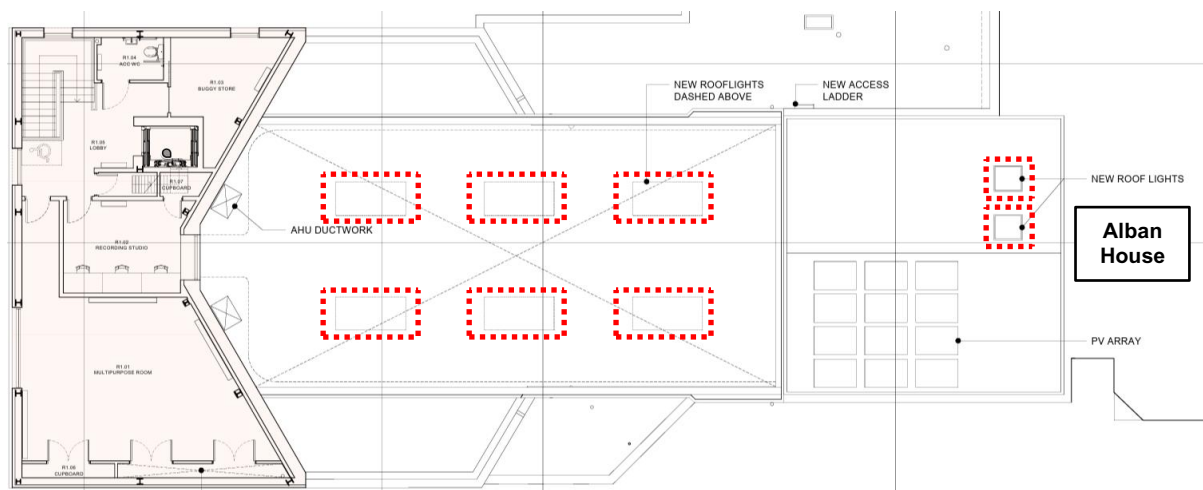 R1.04
ACC WC
R1.03
BUGGY STORE
R1.05
LOBBY
R1.07
CUPBOARD
R1.02
RECORDING STUDIO
R1.01
MULTIPURPOSE ROOM
R1.06
CUPBOARD
AHU DUCTWORK
NEW ROOFLIGHTS
DASHED ABOVE
NEW ACCESS
LADDER
NEW ROOF LIGHTS
Alban
House
PV ARRAY